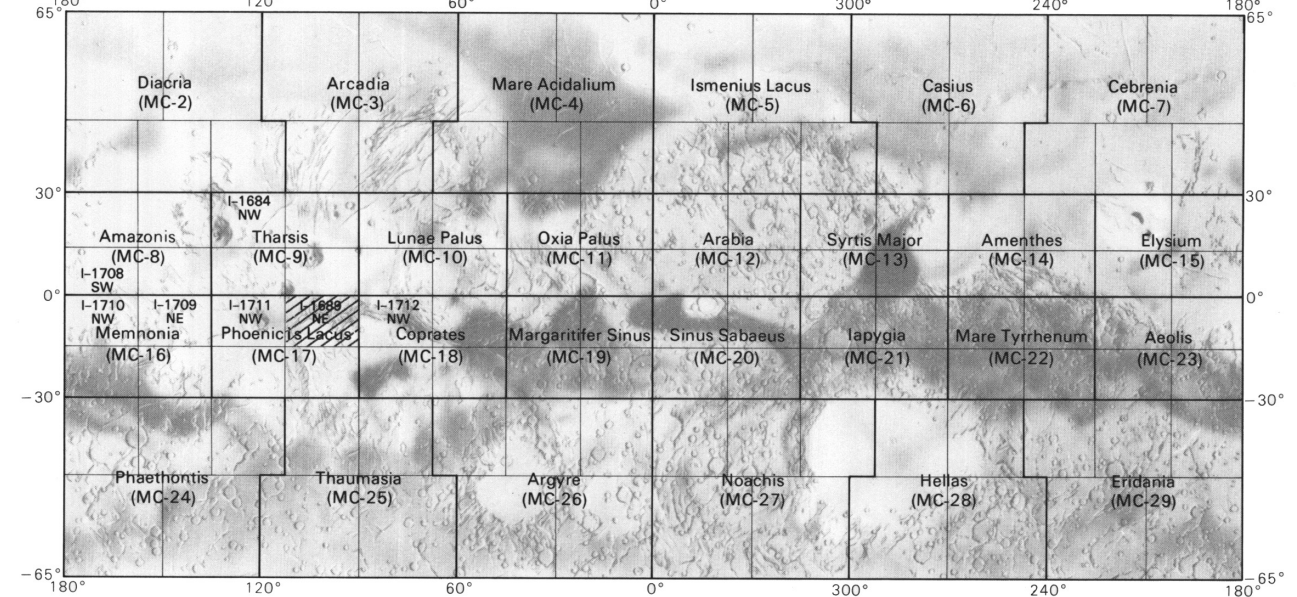 180° 120° 60° 0° 300° 240° 180°
65° 65°
Diacria Arcadia Mare Acidalium Ismenius Lacus Casius Cebrenia
(MC-2) (MC-3) (MC-4) (MC-5) (MC-6) (MC-7)
30° 30°
I-1684
NW
Amazonis Tharsis Lunae Palus Oxia Palus Arabia Syrtis Major Amenthes Elysium
(MC-8) (MC-9) (MC-10) (MC-11) (MC-12) (MC-13) (MC-14) (MC-15)
I-1708
SW
0° 0°
I-1710 I-1709 I-1711 I-1689 I-1712
NW NE NW NE NW
Memnonia Phoenicis Lacus Coprates Margaritifer Sinus Sinus Sabaeus Iapygia Mare Tyrrhenum Aeolis
(MC-16) (MC-17) (MC-18) (MC-19) (MC-20) (MC-21) (MC-22) (MC-23)
-30° -30°
Phaethontis Thaumasia Argyre Noachis Hellas Eridania
(MC-24) (MC-25) (MC-26) (MC-27) (MC-28) (MC-29)
-65° -65°
180° 120° 60° 0° 300° 240° 180°